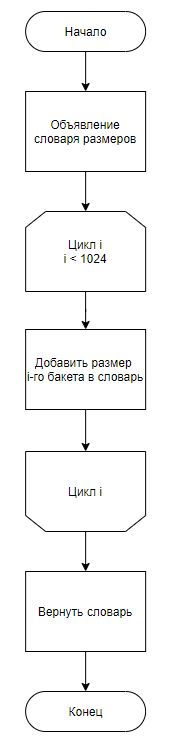 Начало
Объявление
словаря размеров
Цикл i
i < 1024
Добавить размер
i-го бакета в словарь
Цикл i
Вернуть словарь
Конец